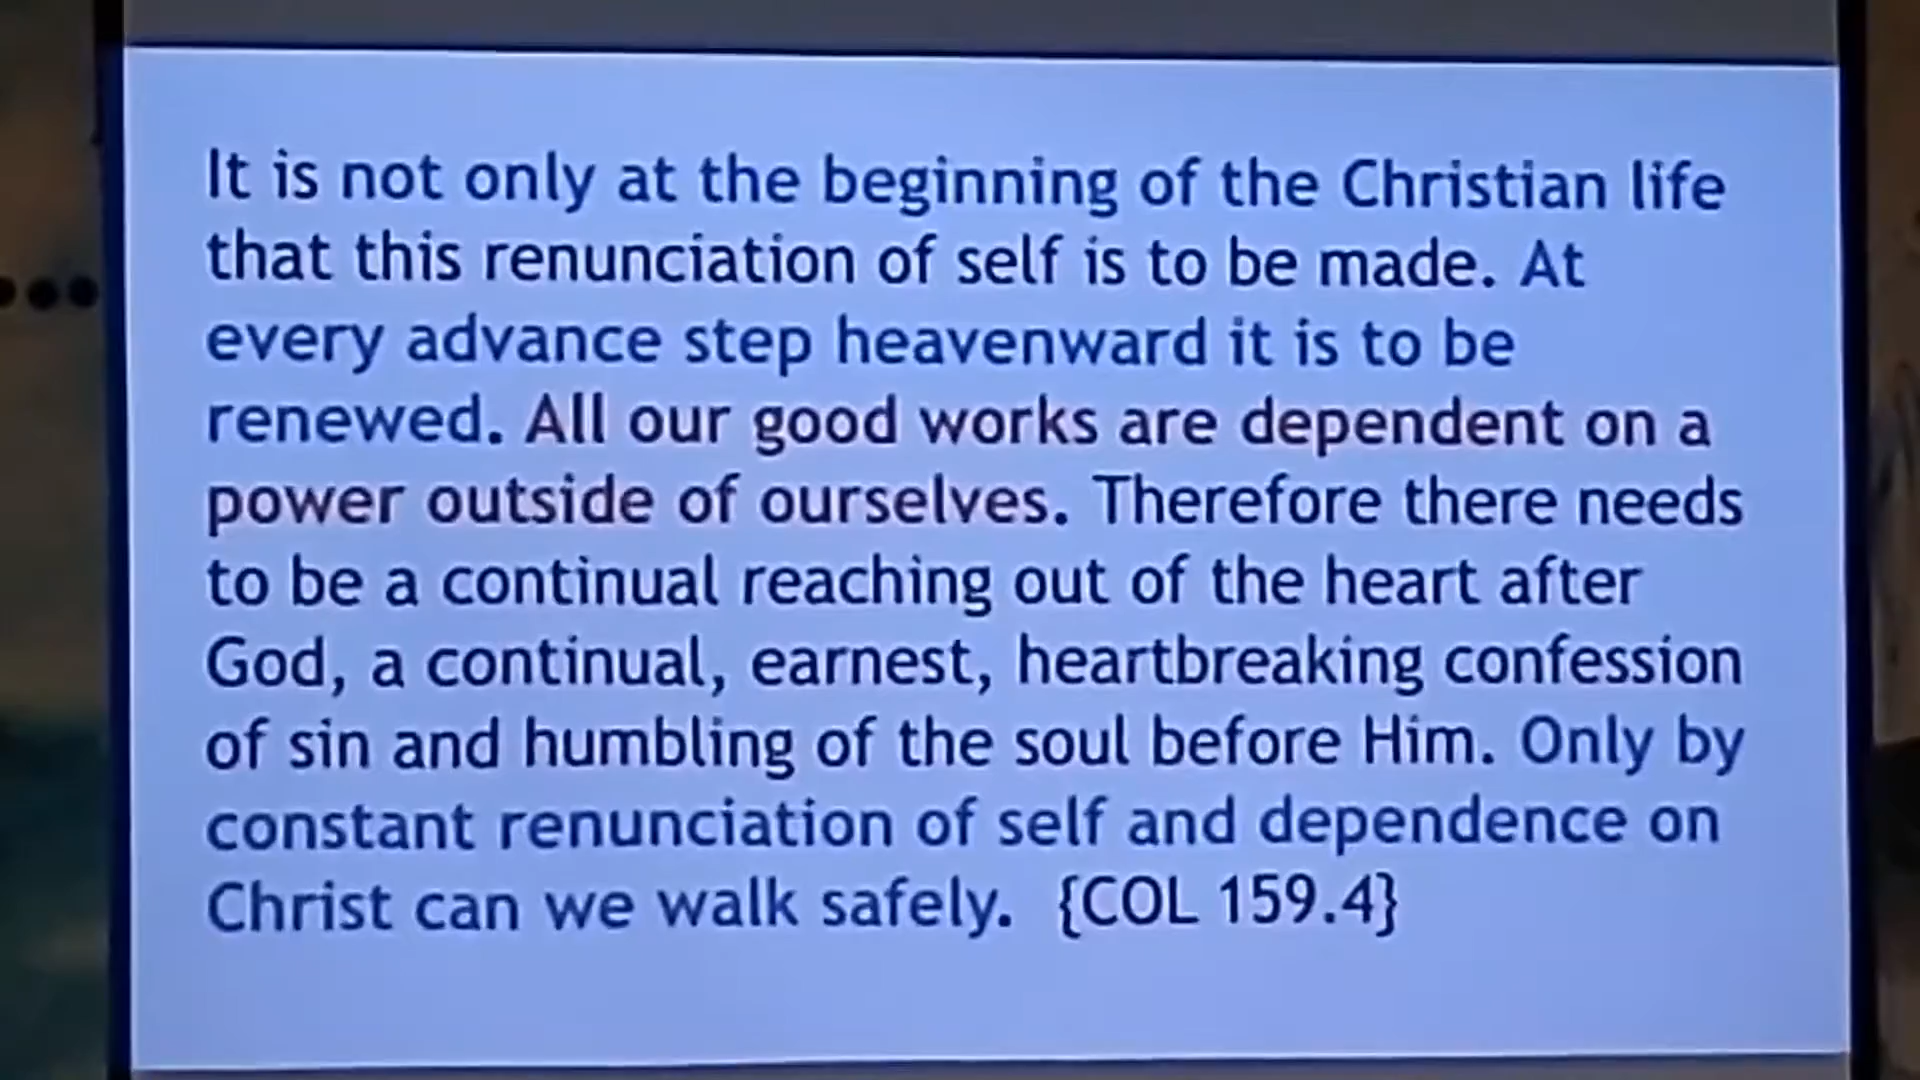 It is not only at the beginning of the Christian life
that this renunciation of self is to be made. At
every advance step heavenward it is to be
renewed. All our good works are dependent on a
power outside of ourselves. Therefore there needs
to be a continual reaching out of the heart after
God, a continual, earnest, heartbreaking confession
of sin and humbling of the soul before Him. Only by
constant renunciation of self and dependence on
Christ can we walk safely. {COL 159.4}